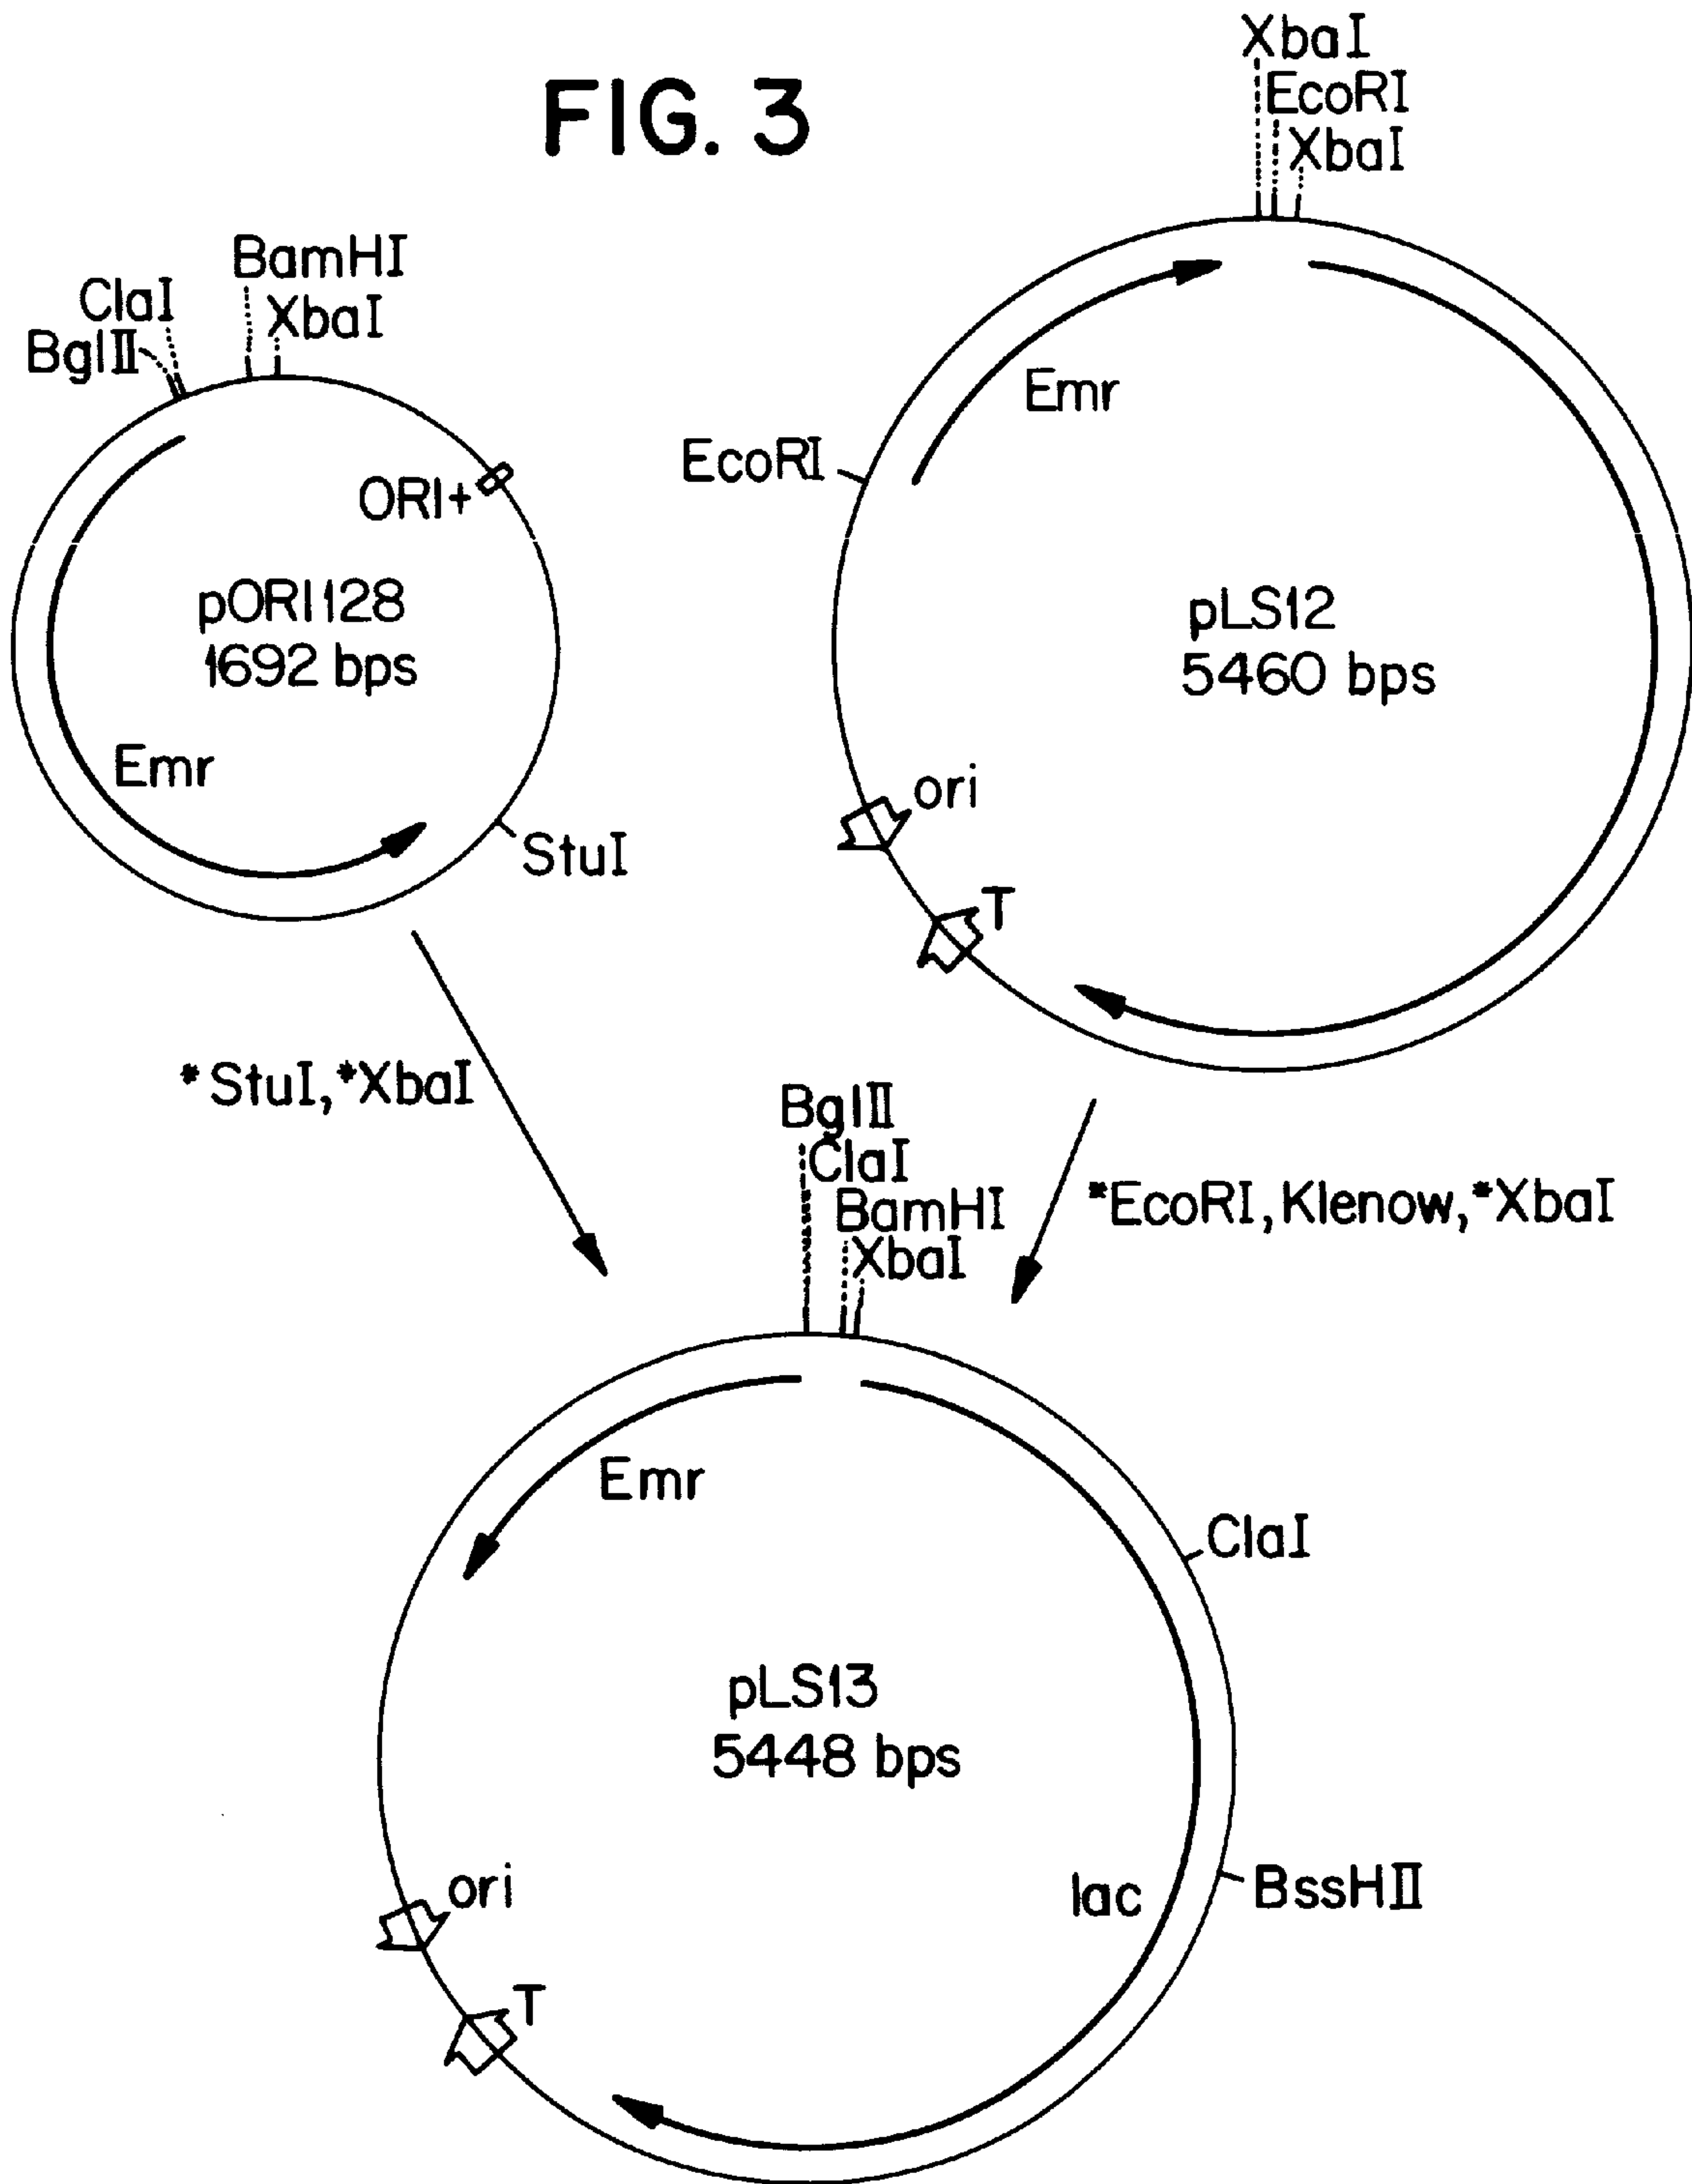 FIG. 3
BamHI
ClaI
XbaI
BglII
ORI+
pORI128
1692 bps
Emr
StuI
XbaI
EcoRI
XbaI
Emr
EcoRI
pLS12
5460 bps
ori
T
*StuI, *XbaI
*EcoRI, Klenow, *XbaI
BglII
ClaI
BamHI
XbaI
Emr
ClaI
pLS13
5448 bps
ori
lac
BssHII
T